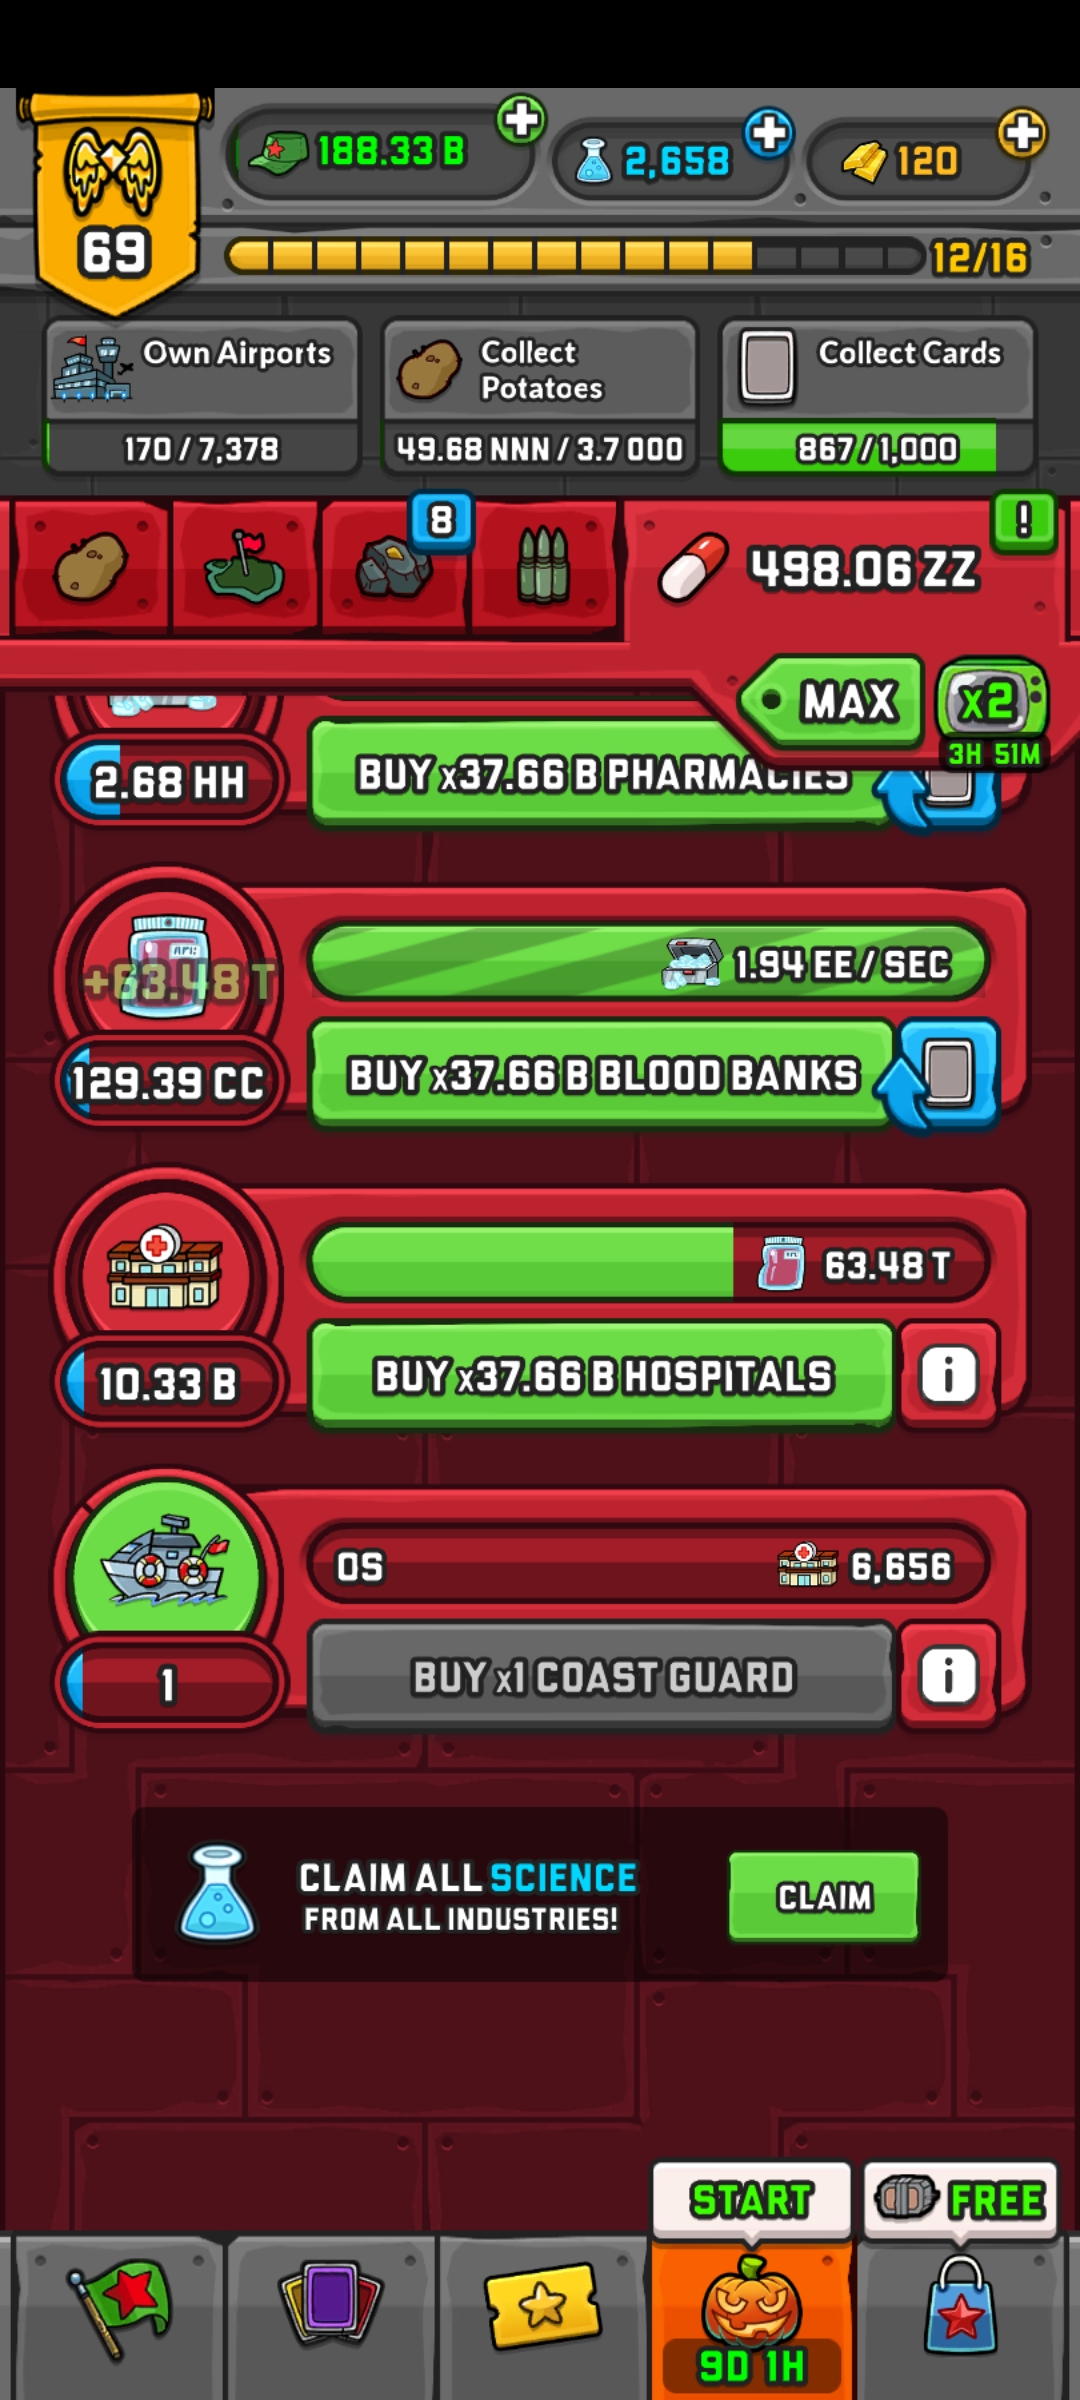 188.33 B
2,658
120
69
12/16
Own Airports
Collect
Potatoes
Collect Cards
170 / 7,378
49.68 NNN / 3.7 OOO
867 / 1,000
8
!
498.06 ZZ
MAX
x2
3H 51M
2.68 HH
BUY x37.66 B PHARMACIES
+63.48 T
1.94 EE / SEC
129.39 CC
BUY x37.66 B BLOOD BANKS
63.48 T
10.33 B
BUY x37.66 B HOSPITALS
i
0S
6,656
1
BUY x1 COAST GUARD
i
CLAIM ALL SCIENCE
FROM ALL INDUSTRIES!
CLAIM
START
FREE
9D 1H